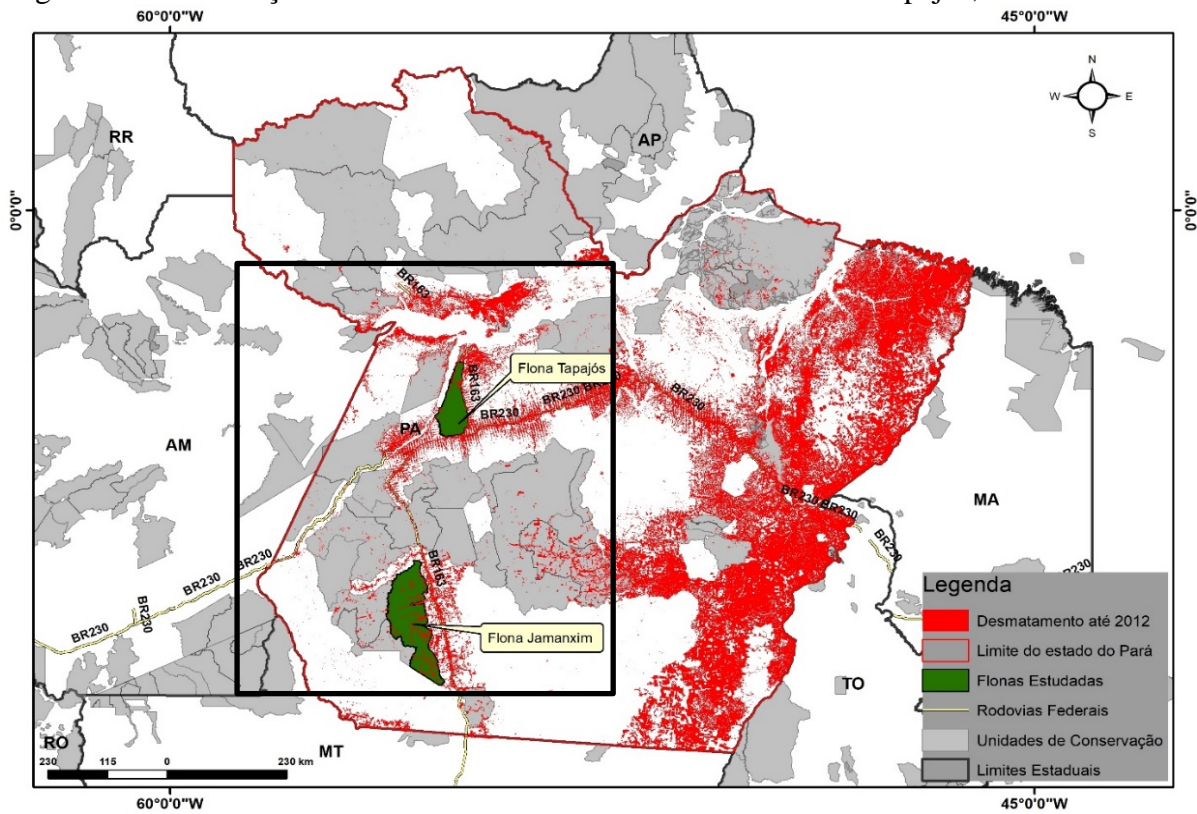 60°0'0"W
45°0'0"W
N
W
E
S
RR
AP
0°0'0"
0°0'0"
BR163
Flona Tapajós
BR163
BR230
BR230
BR230
BR230
PA
AM
BR230
BR230
MA
BR230
BR163
BR230
BR230
BR230
BR230
BR230
Flona Jamanxim
TO
RO
MT
Legenda
Desmatamento até 2012
Limite do estado do Pará
Flonas Estudadas
Rodovias Federais
Unidades de Conservação
Limites Estaduais
230
115
0
230 km
60°0'0"W
45°0'0"W